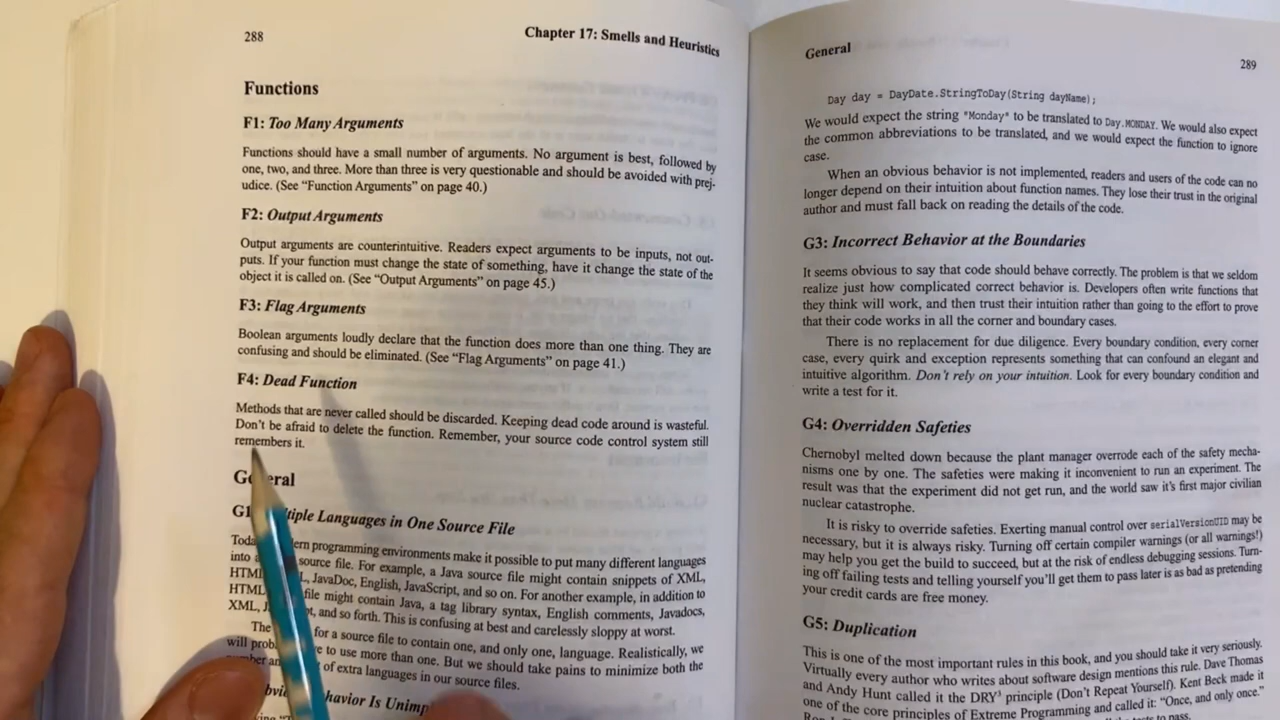 288
Chapter 17: Smells and Heuristics
Functions
F1: Too Many Arguments
Functions should have a small number of arguments. No argument is best, followed by
one, two, and three. More than three is very questionable and should be avoided with prej-
udice. (See “Function Arguments” on page 40.)
F2: Output Arguments
Output arguments are counterintuitive. Readers expect arguments to be inputs, not out-
puts. If your function must change the state of something, have it change the state of the
object it is called on. (See “Output Arguments” on page 45.)
F3: Flag Arguments
Boolean arguments loudly declare that the function does more than one thing. They are
confusing and should be eliminated. (See “Flag Arguments” on page 41.)
F4: Dead Function
Methods that are never called should be discarded. Keeping dead code around is wasteful.
Don’t be afraid to delete the function. Remember, your source code control system still
remembers it.
General
G1 Languages in One Source File
programming environments make it possible to put many different languages
into source file. For example, a Java source file might contain snippets of XML,
HTML JavaDoc, English, JavaScript, and so on. For another example, in addition to
HTML file might contain Java, a tag library syntax, English comments, Javadocs,
XML, and so forth. This is confusing at best and carelessly sloppy at worst.
The for a source file to contain one, and only one, language. Realistically, we
will to use more than one. But we should take pains to minimize both the
of extra languages in our source files.
Is
General
289
Day day = DayDate.StringToDay(String dayName);
We would expect the string "Monday" to be translated to Day.MONDAY. We would also expect
the common abbreviations to be translated, and we would expect the function to ignore
case.
When an obvious behavior is not implemented, readers and users of the code can no
longer depend on their intuition about function names. They lose their trust in the original
author and must fall back on reading the details of the code.
G3: Incorrect Behavior at the Boundaries
It seems obvious to say that code should behave correctly. The problem is that we seldom
realize just how complicated correct behavior is. Developers often write functions that
they think will work, and then trust their intuition rather than going to the effort to prove
that their code works in all the corner and boundary cases.
There is no replacement for due diligence. Every boundary condition, every corner
case, every quirk and exception represents something that can confound an elegant and
intuitive algorithm. Don’t rely on your intuition. Look for every boundary condition and
write a test for it.
G4: Overridden Safeties
Chernobyl melted down because the plant manager overrode each of the safety mecha-
nisms one by one. The safeties were making it inconvenient to run an experiment. The
result was that the experiment did not get run, and the world saw it’s first major civilian
nuclear catastrophe.
It is risky to override safeties. Exerting manual control over serialVersionUID may be
necessary, but it is always risky. Turning off certain compiler warnings (or all warnings!)
may help you get the build to succeed, but at the risk of endless debugging sessions. Turn-
ing off failing tests and telling yourself you’ll get them to pass later is as bad as pretending
your credit cards are free money.
G5: Duplication
This is one of the most important rules in this book, and you should take it very seriously.
Virtually every author who writes about software design mentions this rule. Dave Thomas
and Andy Hunt called it the DRY3 principle (Don’t Repeat Yourself). Kent Beck made it
one of the core principles of Extreme Programming and called it: “Once, and only once.”